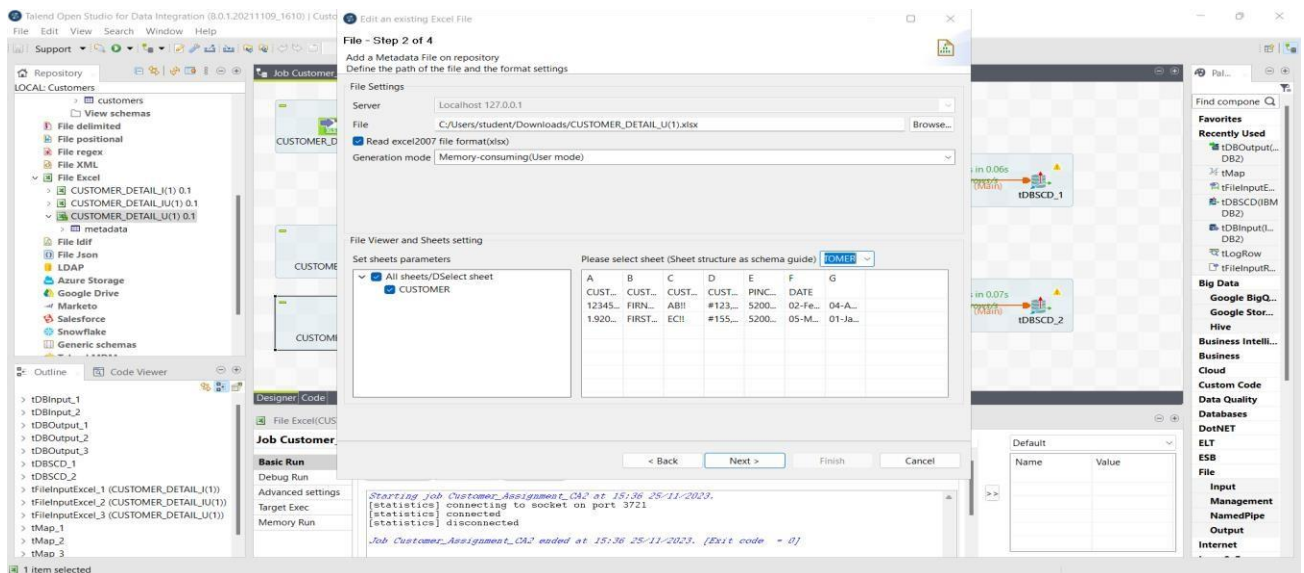 Talend Open Studio for Data Integration (8.0.1.20211109_1610) | Custo
File Edit View Search Window Help
Support
Repository
LOCAL: Customers
customers
View schemas
File delimited
File positional
File regex
File XML
File Excel
CUSTOMER_DETAIL_I(1) 0.1
CUSTOMER_DETAIL_IU(1) 0.1
CUSTOMER_DETAIL_U(1) 0.1
metadata
File ldif
File Json
LDAP
Azure Storage
Google Drive
Marketo
Salesforce
Snowflake
Generic schemas
Outline
Code Viewer
tDBInput_1
tDBInput_2
tDBOutput_1
tDBOutput_2
tDBOutput_3
tDBSCD_1
tDBSCD_2
tFileInputExcel_1 (CUSTOMER_DETAIL_I(1))
tFileInputExcel_2 (CUSTOMER_DETAIL_IU(1))
tFileInputExcel_3 (CUSTOMER_DETAIL_U(1))
tMap_1
tMap_2
tMap_3
1 item selected
Job Customer_
CUSTOMER_D
CUSTOME
CUSTOM
Designer Code
File Excel(CUS
Job Customer_
Basic Run
Debug Run
Advanced settings
Target Exec
Memory Run
Edit an existing Excel File
File - Step 2 of 4
Add a Metadata File on repository
Define the path of the file and the format settings
File Settings
Server Localhost 127.0.0.1
File C:/Users/student/Downloads/CUSTOMER_DETAIL_U(1).xlsx Browse...
Read excel2007 file format(xlsx)
Generation mode Memory-consuming(User mode)
File Viewer and Sheets setting
Set sheets parameters
All sheets/DSelect sheet
CUSTOMER
Please select sheet (Sheet structure as schema guide) TOMER
A B C D E F G
CUST... CUST... CUST... CUST... PINC... DATE
12345... FIRN... AB!! #123,... 5200... 02-Fe... 04-A...
1.920... FIRST... EC!! #155,... 5200... 05-M... 01-Ja...
< Back Next > Finish Cancel
Starting job Customer_Assignment_CA2 at 15:36 25/11/2023.
[statistics] connecting to socket on port 3721
[statistics] connected
[statistics] disconnected
Job Customer_Assignment_CA2 ended at 15:36 25/11/2023. [Exit code = 0]
s in 0.06s
(Main)
tDBSCD_1
s in 0.07s
(Main)
tDBSCD_2
Default
Name Value
>>
Pal...
Find compone
Favorites
Recently Used
tDBOutput(...
DB2)
tMap
tFileInputE...
tDBSCD(IBM
DB2)
tDBInput(I...
DB2)
tLogRow
tFileInputR...
Big Data
Google BigQ...
Google Stor...
Hive
Business Intelli...
Business
Cloud
Custom Code
Data Quality
Databases
DotNET
ELT
ESB
File
Input
Management
NamedPipe
Output
Internet